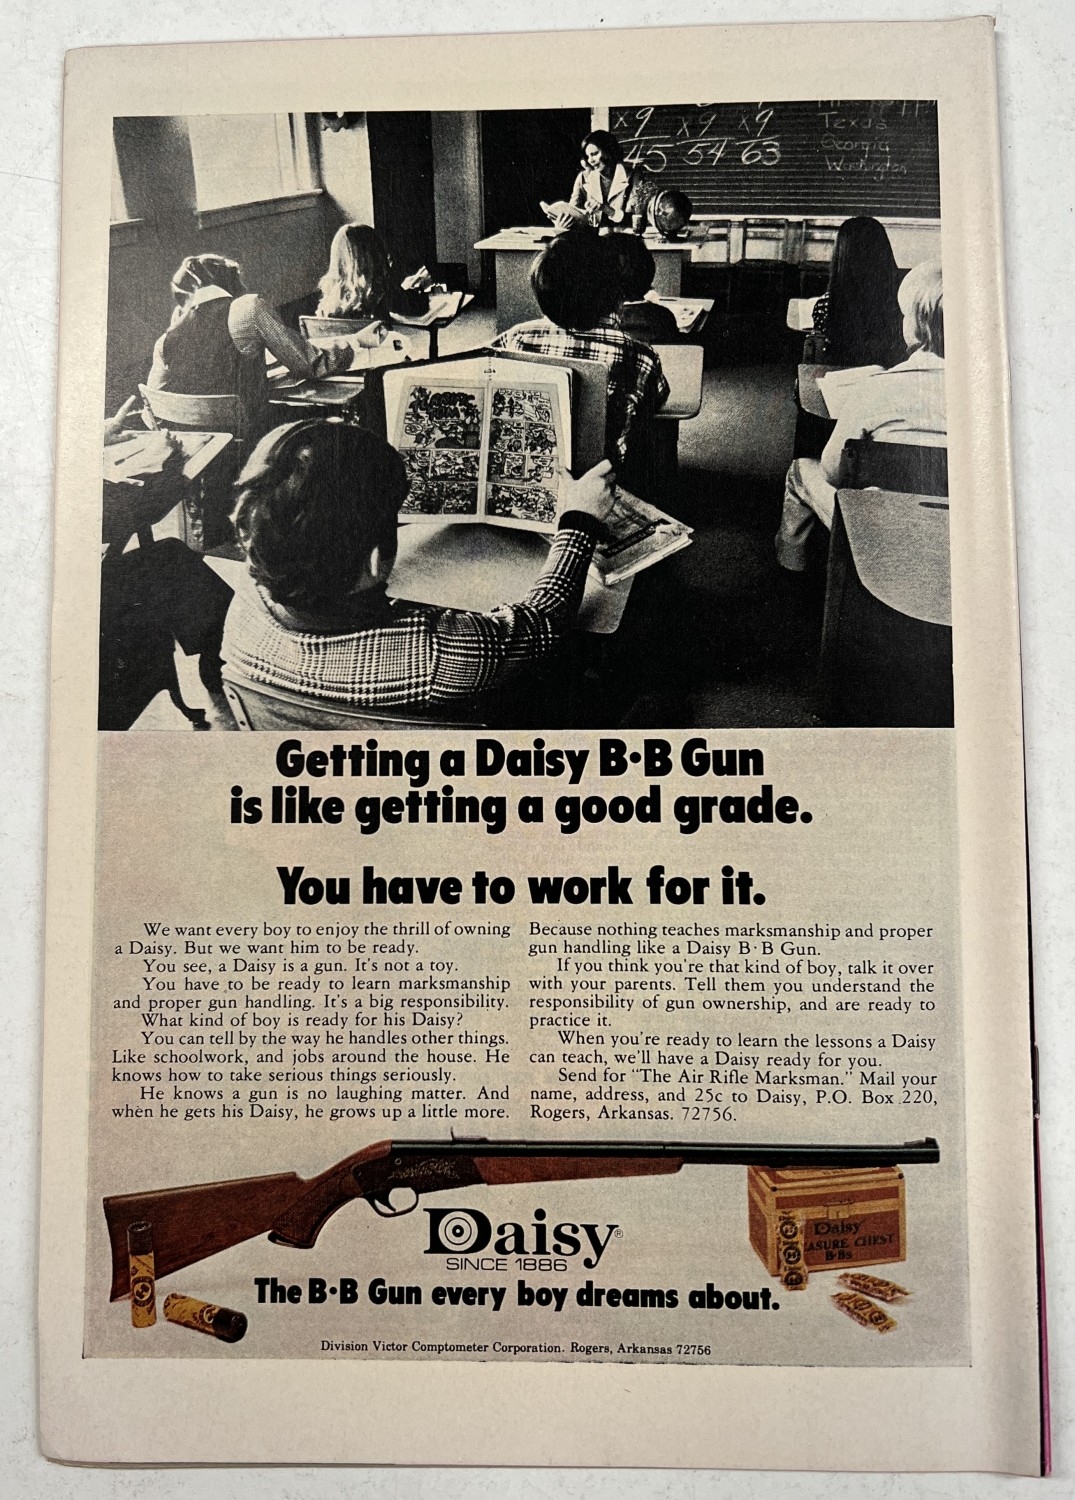 x9 x9 x9
45 54 63
Texas
Georgia
Washington
Getting a Daisy B·B Gun
is like getting a good grade.
You have to work for it.
We want every boy to enjoy the thrill of owning
a Daisy. But we want him to be ready.
You see, a Daisy is a gun. It's not a toy.
You have to be ready to learn marksmanship
and proper gun handling. It's a big responsibility.
What kind of boy is ready for his Daisy?
You can tell by the way he handles other things.
Like schoolwork, and jobs around the house. He
knows how to take serious things seriously.
He knows a gun is no laughing matter. And
when he gets his Daisy, he grows up a little more.
Because nothing teaches marksmanship and proper
gun handling like a Daisy B·B Gun.
If you think you're that kind of boy, talk it over
with your parents. Tell them you understand the
responsibility of gun ownership, and are ready to
practice it.
When you're ready to learn the lessons a Daisy
can teach, we'll have a Daisy ready for you.
Send for "The Air Rifle Marksman." Mail your
name, address, and 25c to Daisy, P.O. Box 220,
Rogers, Arkansas. 72756.
Daisy
ASURE CHEST
B·Bs
Daisy®
SINCE 1886
The B·B Gun every boy dreams about.
Division Victor Comptometer Corporation. Rogers, Arkansas 72756